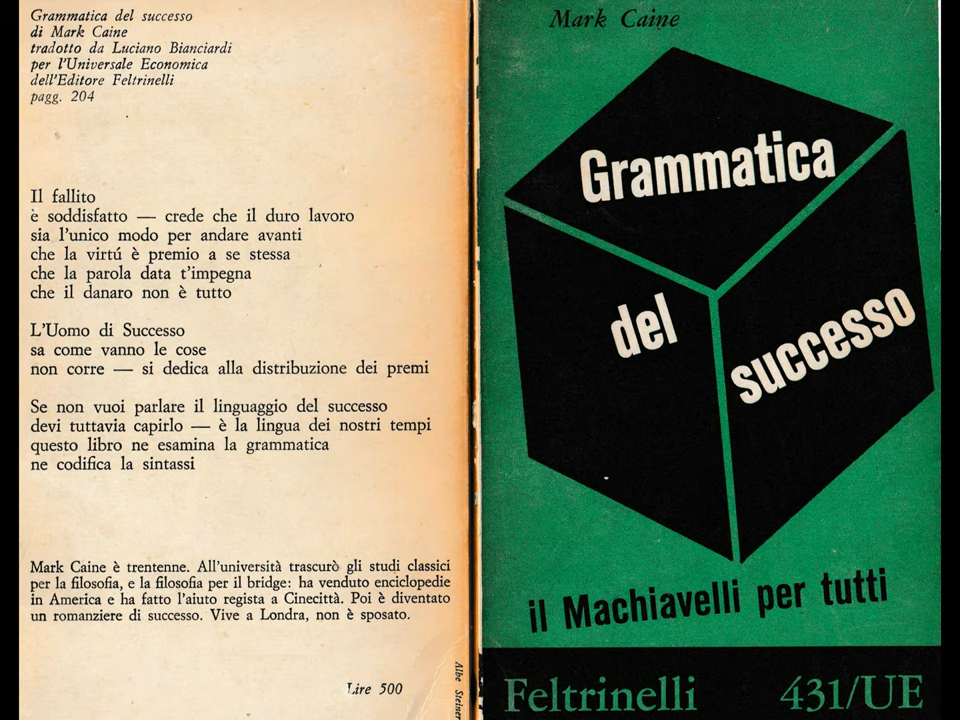 Grammatica del successo
di Mark Caine
tradotto da Luciano Bianciardi
per l'Universale Economica
dell'Editore Feltrinelli
pagg. 204
Il fallito
è soddisfatto — crede che il duro lavoro
sia l'unico modo per andare avanti
che la virtú è premio a se stessa
che la parola data t'impegna
che il danaro non è tutto
L'Uomo di Successo
sa come vanno le cose
non corre — si dedica alla distribuzione dei premi
Se non vuoi parlare il linguaggio del successo
devi tuttavia capirlo — è la lingua dei nostri tempi
questo libro ne esamina la grammatica
ne codifica la sintassi
Mark Caine è trentenne. All'università trascurò gli studi classici
per la filosofia, e la filosofia per il bridge: ha venduto enciclopedie
in America e ha fatto l'aiuto regista a Cinecittà. Poi è diventato
un romanziere di successo. Vive a Londra, non è sposato.
Lire 500
Albe Steiner
Mark Caine
Grammatica
del
successo
il Machiavelli per tutti
Feltrinelli 431/UE